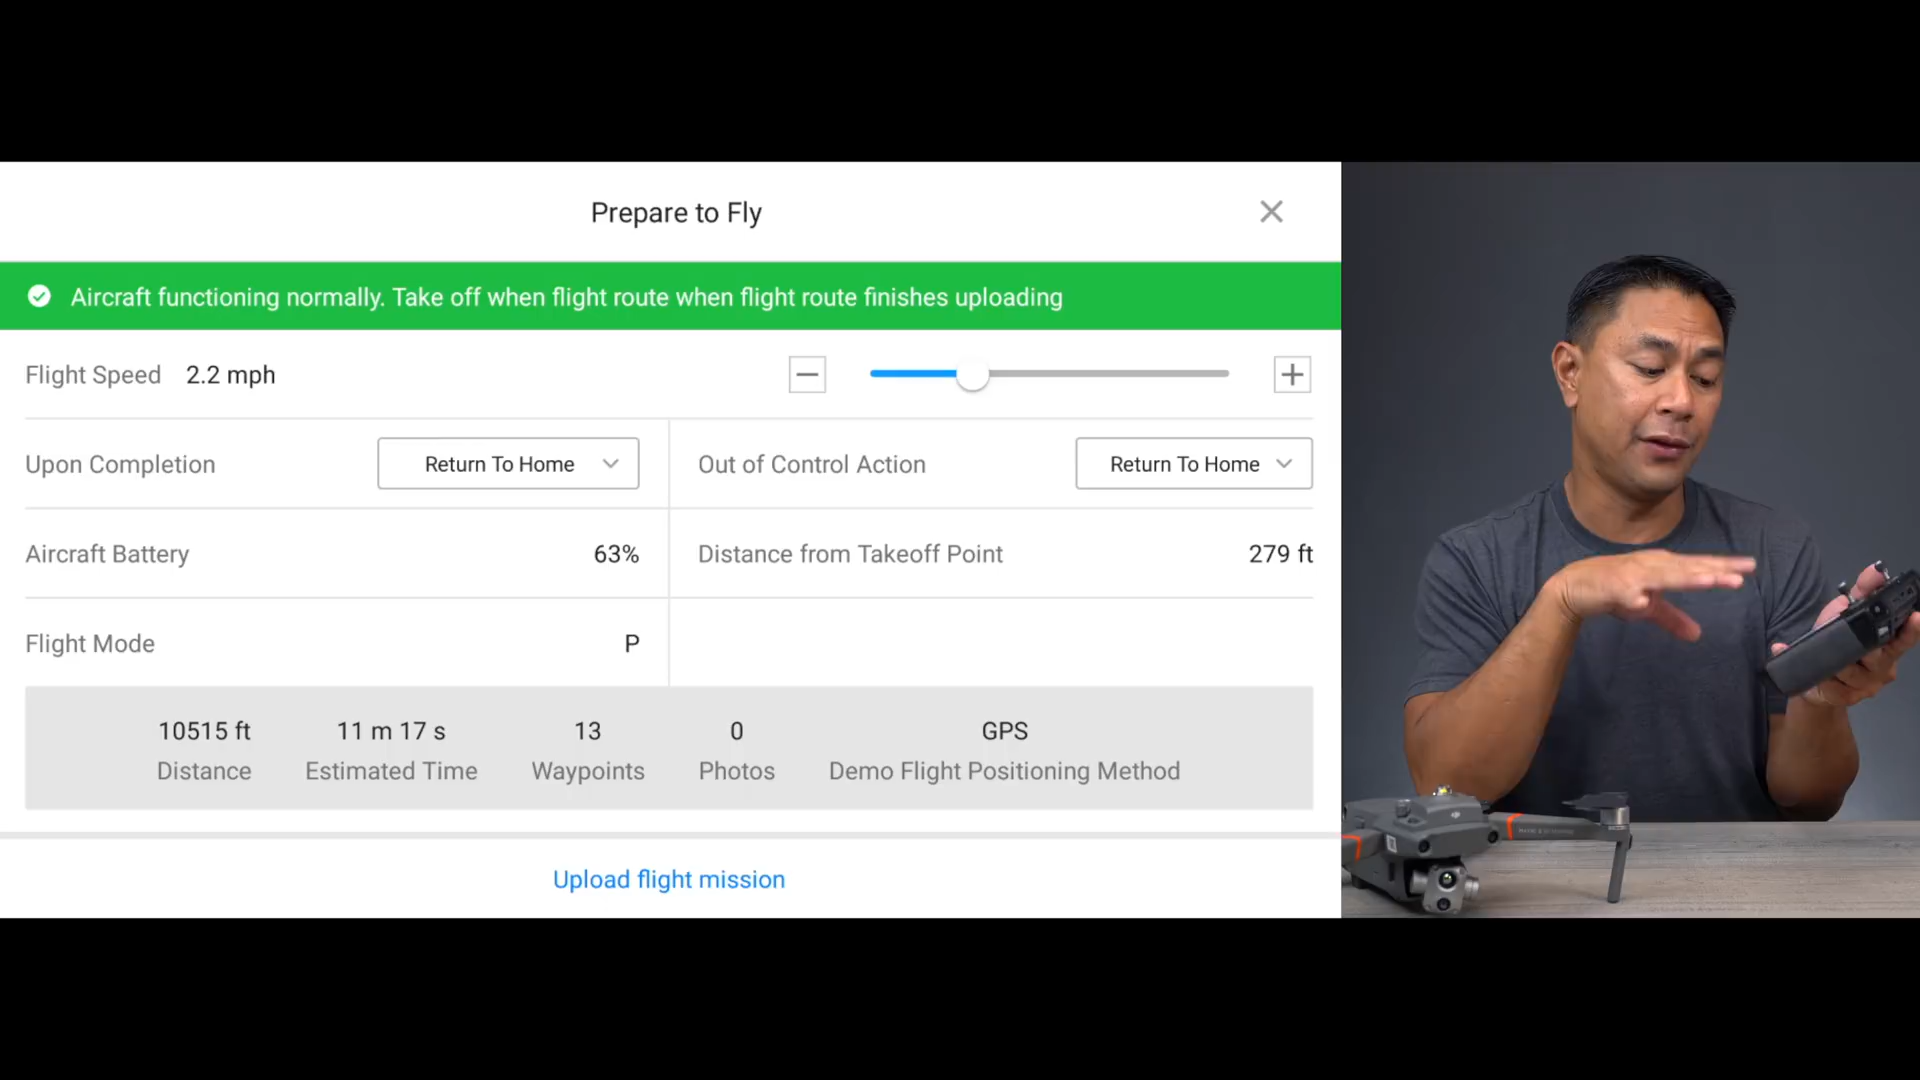 Prepare to Fly
Aircraft functioning normally. Take off when flight route when flight route finishes uploading
Flight Speed 2.2 mph
Upon Completion Return To Home Out of Control Action Return To Home
Aircraft Battery 63% Distance from Takeoff Point 279 ft
Flight Mode P
10515 ft 11 m 17 s 13 0 GPS
Distance Estimated Time Waypoints Photos Demo Flight Positioning Method
Upload flight mission